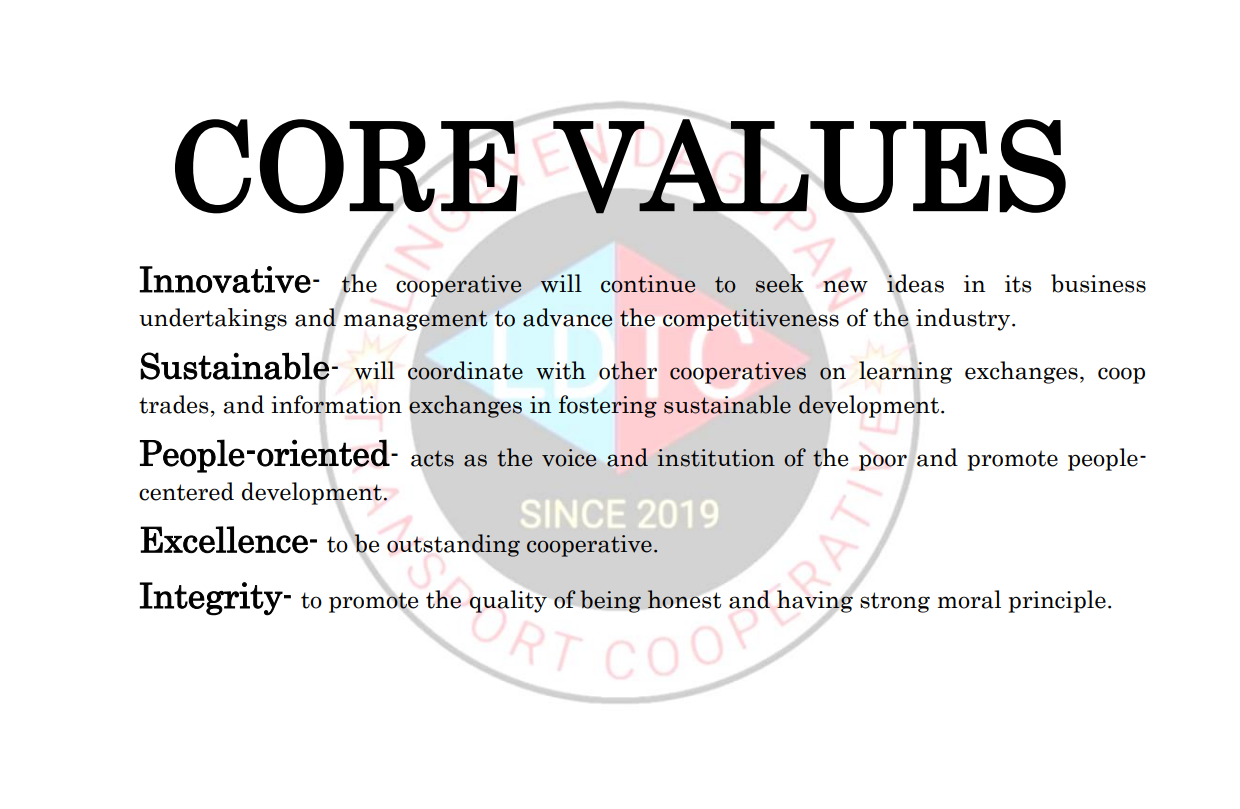 CORE VALUES
Innovative- the cooperative will continue to seek new ideas in its business
undertakings and management to advance the competitiveness of the industry.
Sustainable- will coordinate with other cooperatives on learning exchanges, coop
trades, and information exchanges in fostering sustainable development.
People-oriented- acts as the voice and institution of the poor and promote people-
centered development.
Excellence- to be outstanding cooperative.
Integrity- to promote the quality of being honest and having strong moral principle.
LINGAYEN DAGUPAN
LDTC
SINCE 2019
TRANSPORT COOPERATIVE